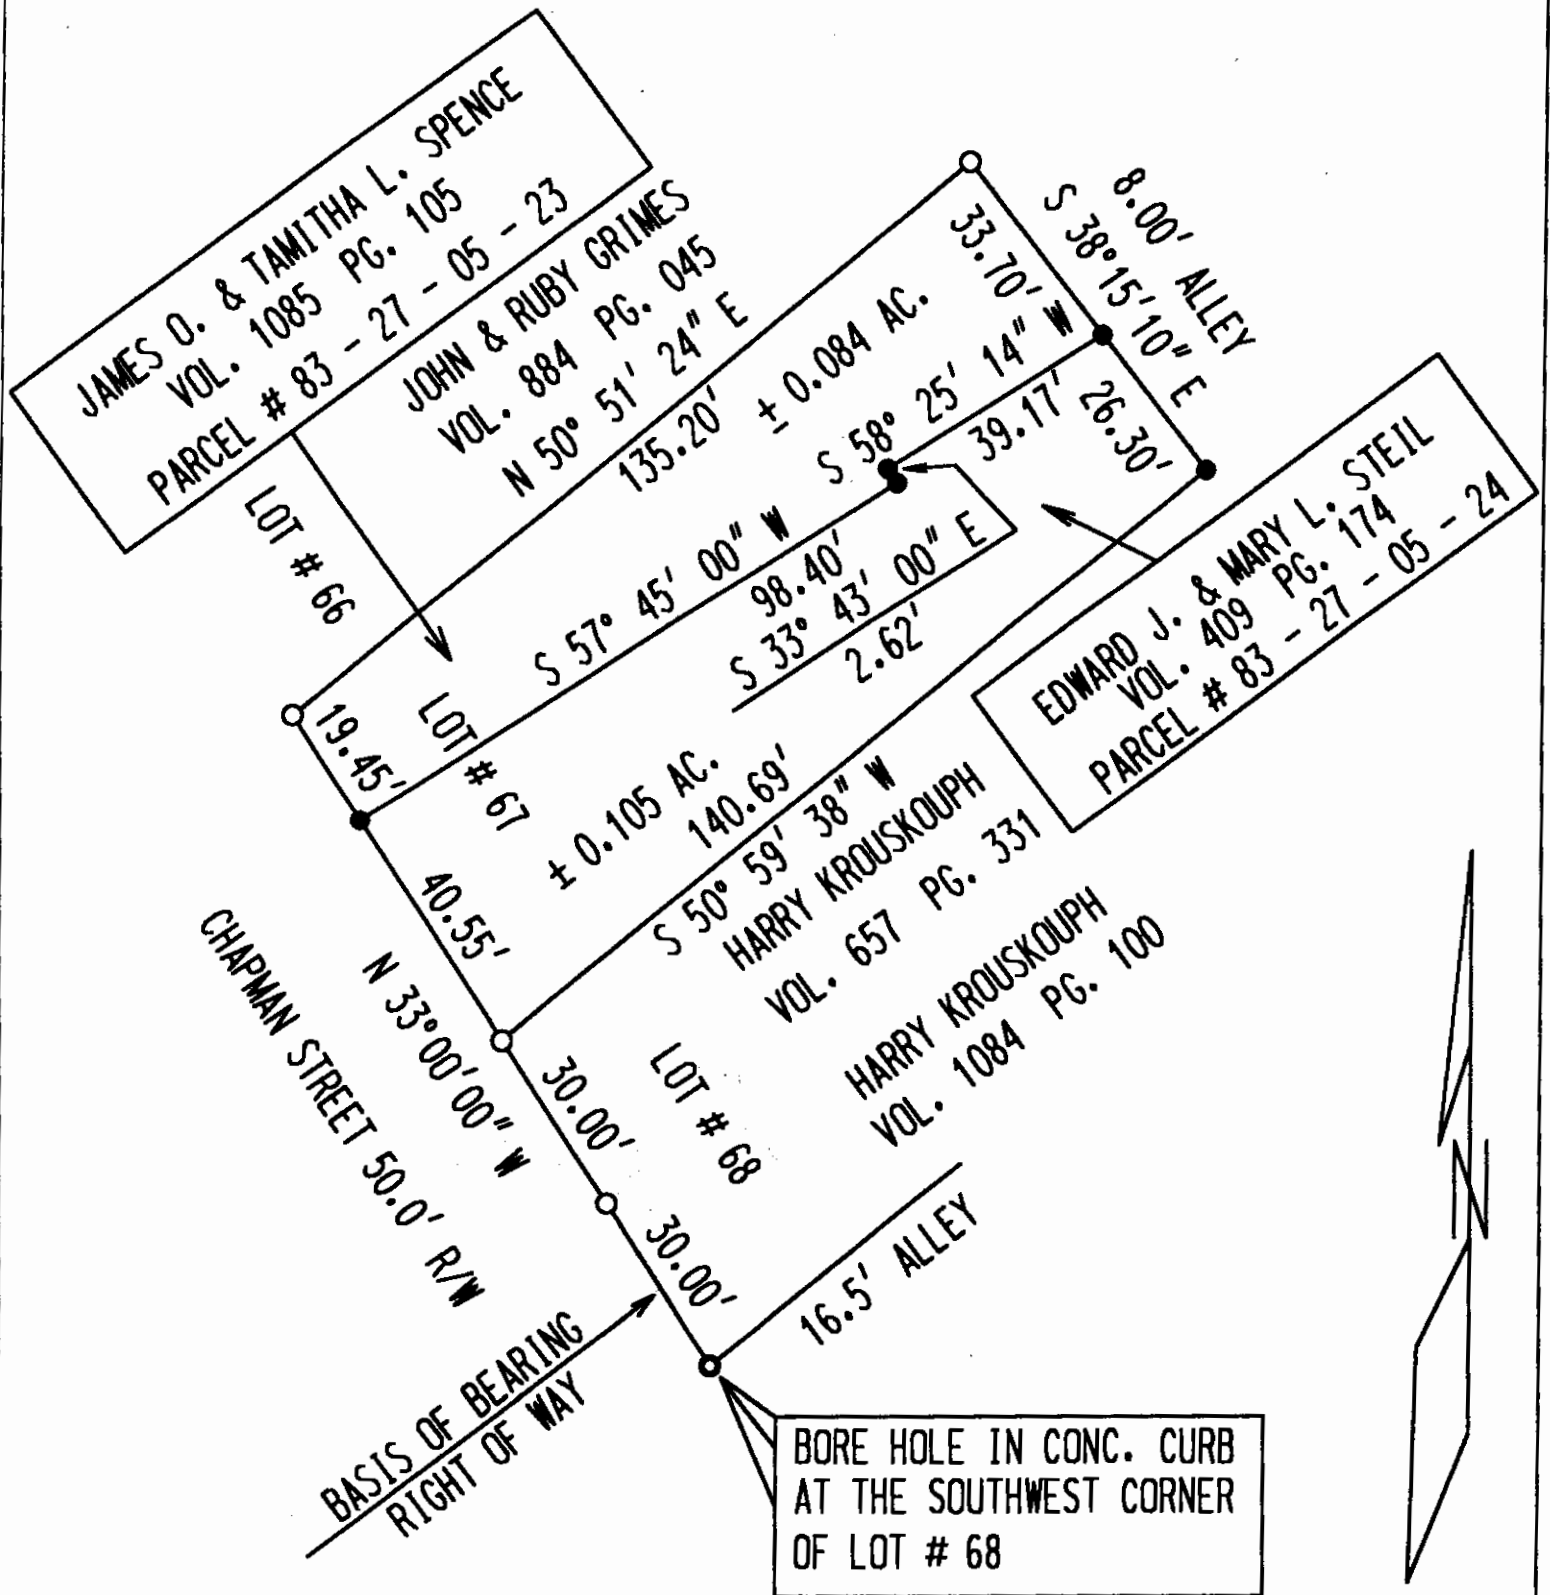 JAMES O. & TAMITHA L. SPENCE
VOL. 1085 PG. 105
PARCEL # 83 - 27 - 05 - 23
JOHN & RUBY GRIMES
VOL. 884 PG. 045
N 50° 51' 24" E
135.20'
± 0.084 AC.
33.70'
8.00' ALLEY
S 38°15'10" E
S 58° 25' 14" W
39.17'
26.30'
LOT # 66
S 57° 45' 00" W
98.40'
S 33° 43' 00" E
2.62'
EDWARD J. & MARY L. STEIL
VOL. 409 PG. 174
PARCEL # 83 - 27 - 05 - 24
19.45'
LOT # 67
± 0.105 AC.
140.69'
S 50° 59' 38" W
HARRY KROUSKOUPH
VOL. 657 PG. 331
40.55'
HARRY KROUSKOUPH
VOL. 1084 PG. 100
CHAPMAN STREET 50.0' R/W
N 33°00'00" W
30.00'
LOT # 68
30.00'
16.5' ALLEY
BASIS OF BEARING
RIGHT OF WAY
N
BORE HOLE IN CONC. CURB
AT THE SOUTHWEST CORNER
OF LOT # 68